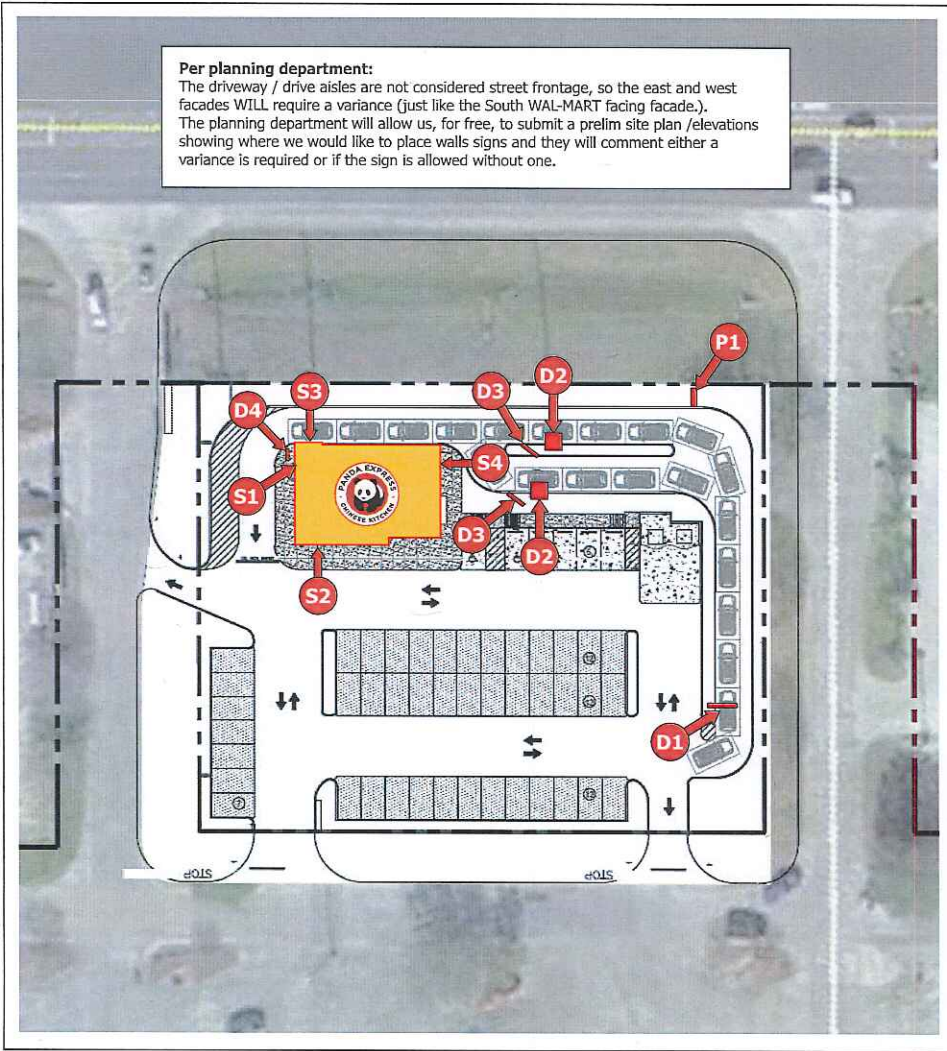 Per planning department:
The driveway / drive aisles are not considered street frontage, so the east and west
facades WILL require a variance (just like the South WAL-MART facing facade.).
The planning department will allow us, for free, to submit a prelim site plan /elevations
showing where we would like to place walls signs and they will comment either a
variance is required or if the sign is allowed without one.
P1
D2
D3
S3
D4
S4
S1
PANDA EXPRESS
CHINESE KITCHEN
D3
D2
S2
D1
7
STOP
STOP